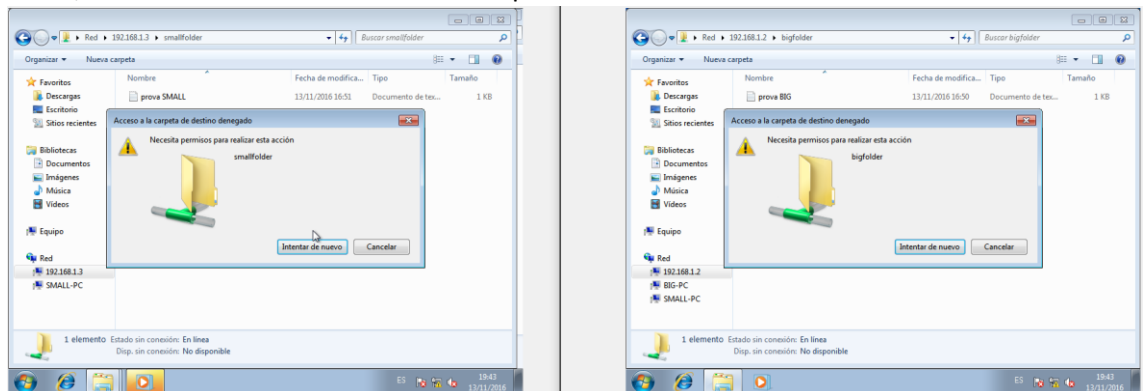 Red ▸ 192.168.1.3 ▸ smallfolder
Buscar smallfolder
Organizar Nueva carpeta
Favoritos
Descargas
Escritorio
Sitios recientes
Bibliotecas
Documentos
Imágenes
Música
Vídeos
Equipo
Red
192.168.1.3
SMALL-PC
Nombre Fecha de modifica... Tipo Tamaño
prova SMALL 13/11/2016 16:51 Documento de tex... 1 KB
Acceso a la carpeta de destino denegado
Necesita permisos para realizar esta acción
smallfolder
Intentar de nuevo Cancelar
1 elemento Estado sin conexión: En línea
Disp. sin conexión: No disponible
ES 19:43
13/11/2016
Red ▸ 192.168.1.2 ▸ bigfolder
Buscar bigfolder
Organizar Nueva carpeta
Favoritos
Descargas
Escritorio
Sitios recientes
Bibliotecas
Documentos
Imágenes
Música
Vídeos
Equipo
Red
192.168.1.2
BIG-PC
SMALL-PC
Nombre Fecha de modifica... Tipo Tamaño
prova BIG 13/11/2016 16:50 Documento de tex... 1 KB
Acceso a la carpeta de destino denegado
Necesita permisos para realizar esta acción
bigfolder
Intentar de nuevo Cancelar
1 elemento Estado sin conexión: En línea
Disp. sin conexión: No disponible
ES 19:43
13/11/2016